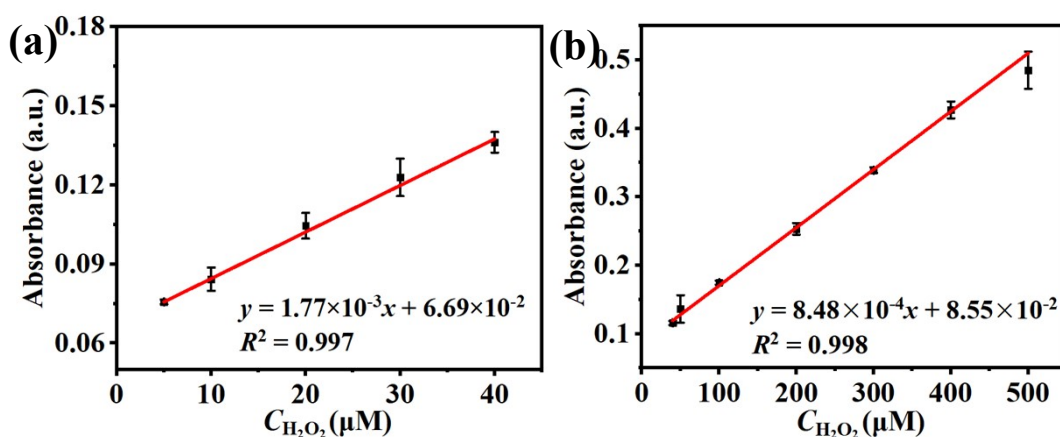 (a)
Absorbance (a.u.)
0.18
0.15
0.12
0.09
0.06
y = 1.77×10⁻³x + 6.69×10⁻²
R² = 0.997
0 10 20 30 40
C_H₂O₂ (μM)
(b)
Absorbance (a.u.)
0.5
0.4
0.3
0.2
0.1
y = 8.48×10⁻⁴x + 8.55×10⁻²
R² = 0.998
0 100 200 300 400 500
C_H₂O₂ (μM)